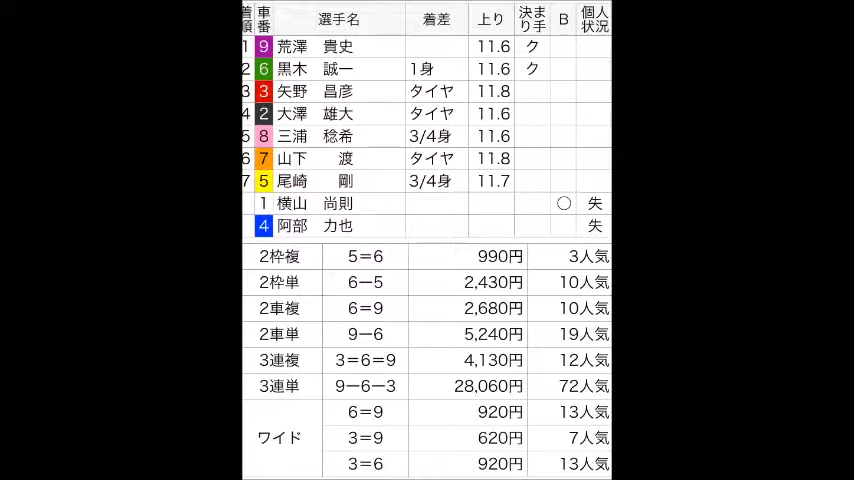 着順 車番 選手名 着差 上り 決まり手 B 個人状況
1 9 荒澤 貴史 11.6 ク
2 6 黒木 誠一 1身 11.6 ク
3 3 矢野 昌彦 タイヤ 11.8
4 2 大澤 雄大 タイヤ 11.6
5 8 三浦 稔希 3/4身 11.6
6 7 山下 渡 タイヤ 11.8
7 5 尾崎 剛 3/4身 11.7
1 横山 尚則 ○ 失
4 阿部 力也 失
2枠複 5＝6 990円 3人気
2枠単 6ー5 2,430円 10人気
2車複 6＝9 2,680円 10人気
2車単 9ー6 5,240円 19人気
3連複 3＝6＝9 4,130円 12人気
3連単 9ー6ー3 28,060円 72人気
ワイド 6＝9 920円 13人気
3＝9 620円 7人気
3＝6 920円 13人気